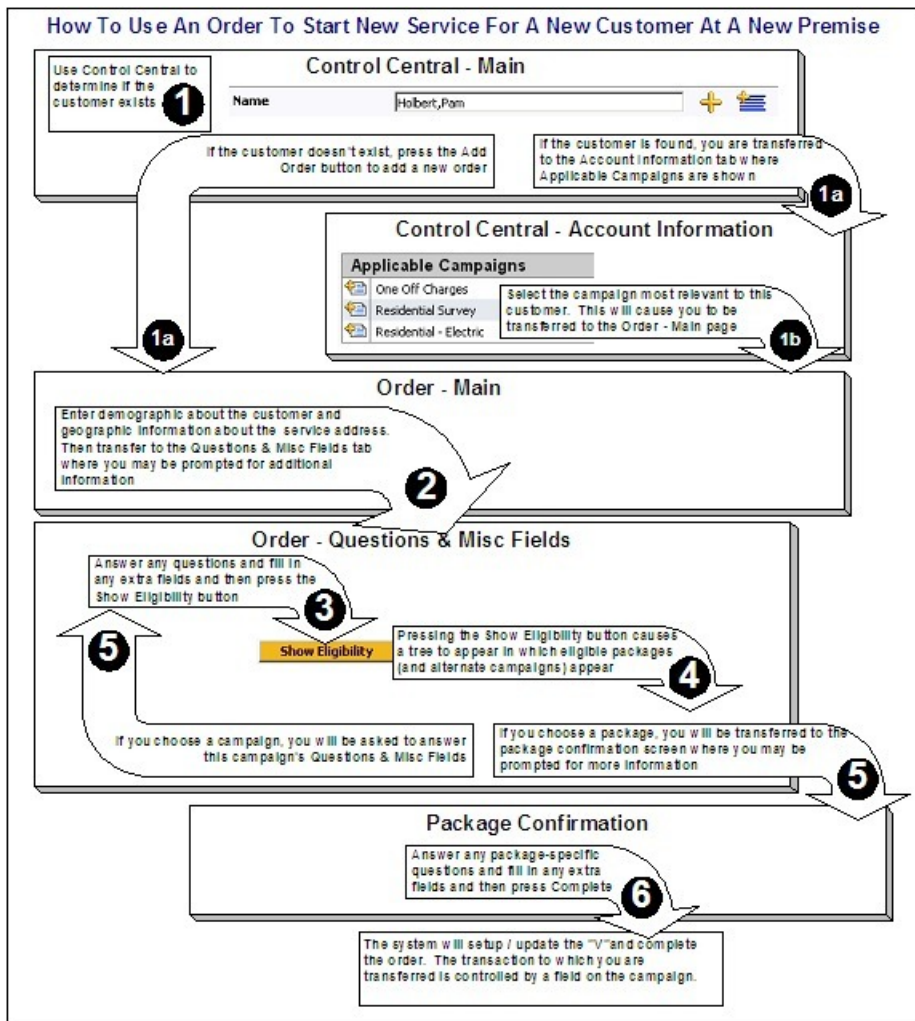 How To Use An Order To Start New Service For A New Customer At A New Premise
Control Central - Main
Use Control Central to
determine if the
customer exists
1
Name
Holbert,Pam
If the customer doesn't exist, press the Add
Order button to add a new order
If the customer is found, you are transferred
to the Account Information tab where
Applicable Campaigns are shown
1a
Control Central - Account Information
Applicable Campaigns
One Off Charges
Residential Survey
Residential - Electric
Select the campaign most relevant to this
customer. This will cause you to be
transferred to the Order - Main page
1a
1b
Order - Main
Enter demographic about the customer and
geographic information about the service address.
Then transfer to the Questions & Misc Fields tab
where you may be prompted for additional
information
2
Order - Questions & Misc Fields
Answer any questions and fill in
any extra fields and then press the
Show Eligibility button
3
5
Show Eligibility
Pressing the Show Eligibility button causes
a tree to appear in which eligible packages
(and alternate campaigns) appear
4
If you choose a campaign, you will be asked to answer
this campaign's Questions & Misc Fields
If you choose a package, you will be transferred to the
package confirmation screen where you may be
prompted for more information
5
Package Confirmation
Answer any package-specific
questions and fill in any extra
fields and then press Complete
6
The system will setup / update the "V"and complete
the order. The transaction to which you are
transferred is controlled by a field on the campaign.